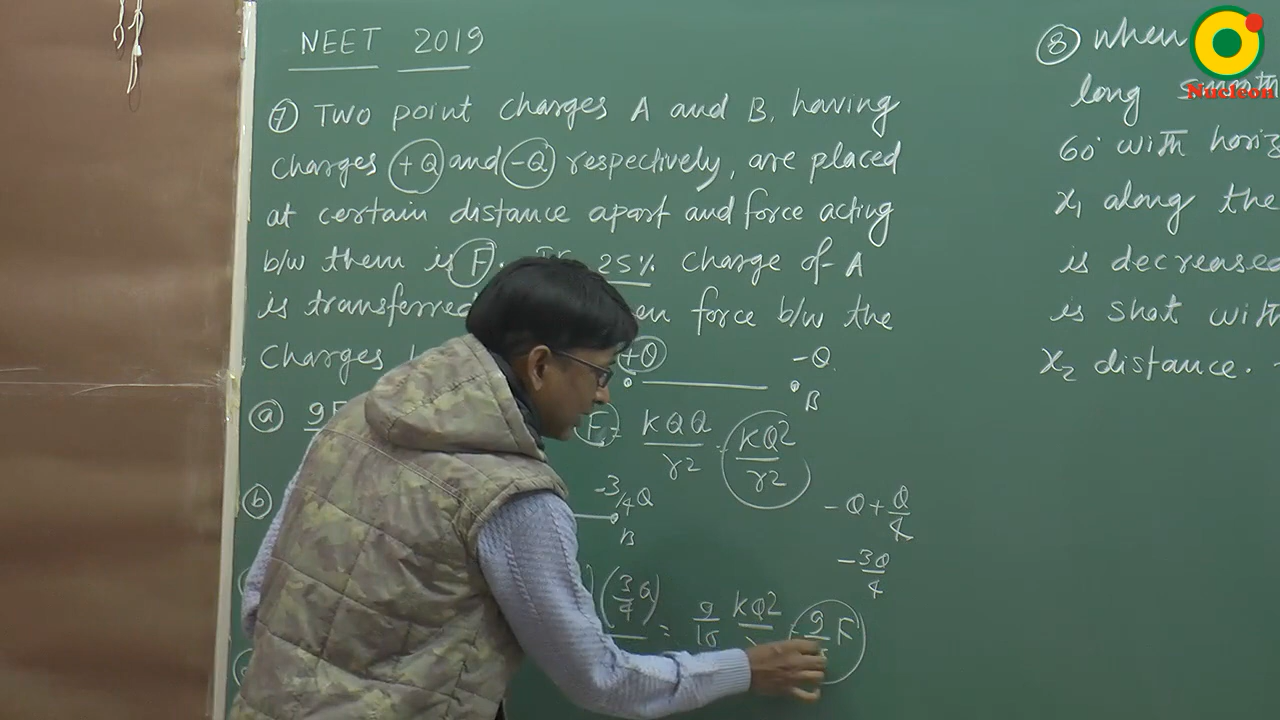 NEET 2019
⑦ Two point charges A and B, having
charges +Q and -Q respectively, are placed
at certain distance apart and force acting
b/w them is F. 25% charge of A
is transferred force b/w the
charges
+Q -Q
B
ⓐ 9F
F = kQQ/r² = kQ²/r²
ⓑ
-3/4Q
B
-Q + Q/4
-3Q/4
(3/4 Q) = 9/16 kQ² 9 F
⑧ when
long
60° with
x₁ along the
is decreased
is shot with
x₂ distance.
Nucleon